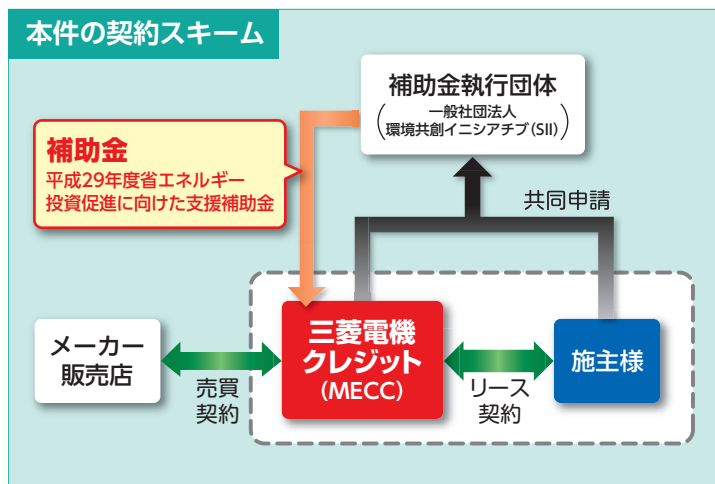 本件の契約スキーム
補助金執行団体
一般社団法人
環境共創イニシアチブ(SII)
補助金
平成29年度省エネルギー
投資促進に向けた支援補助金
共同申請
メーカー
販売店
売買
契約
三菱電機
クレジット
(MECC)
リース
契約
施主様